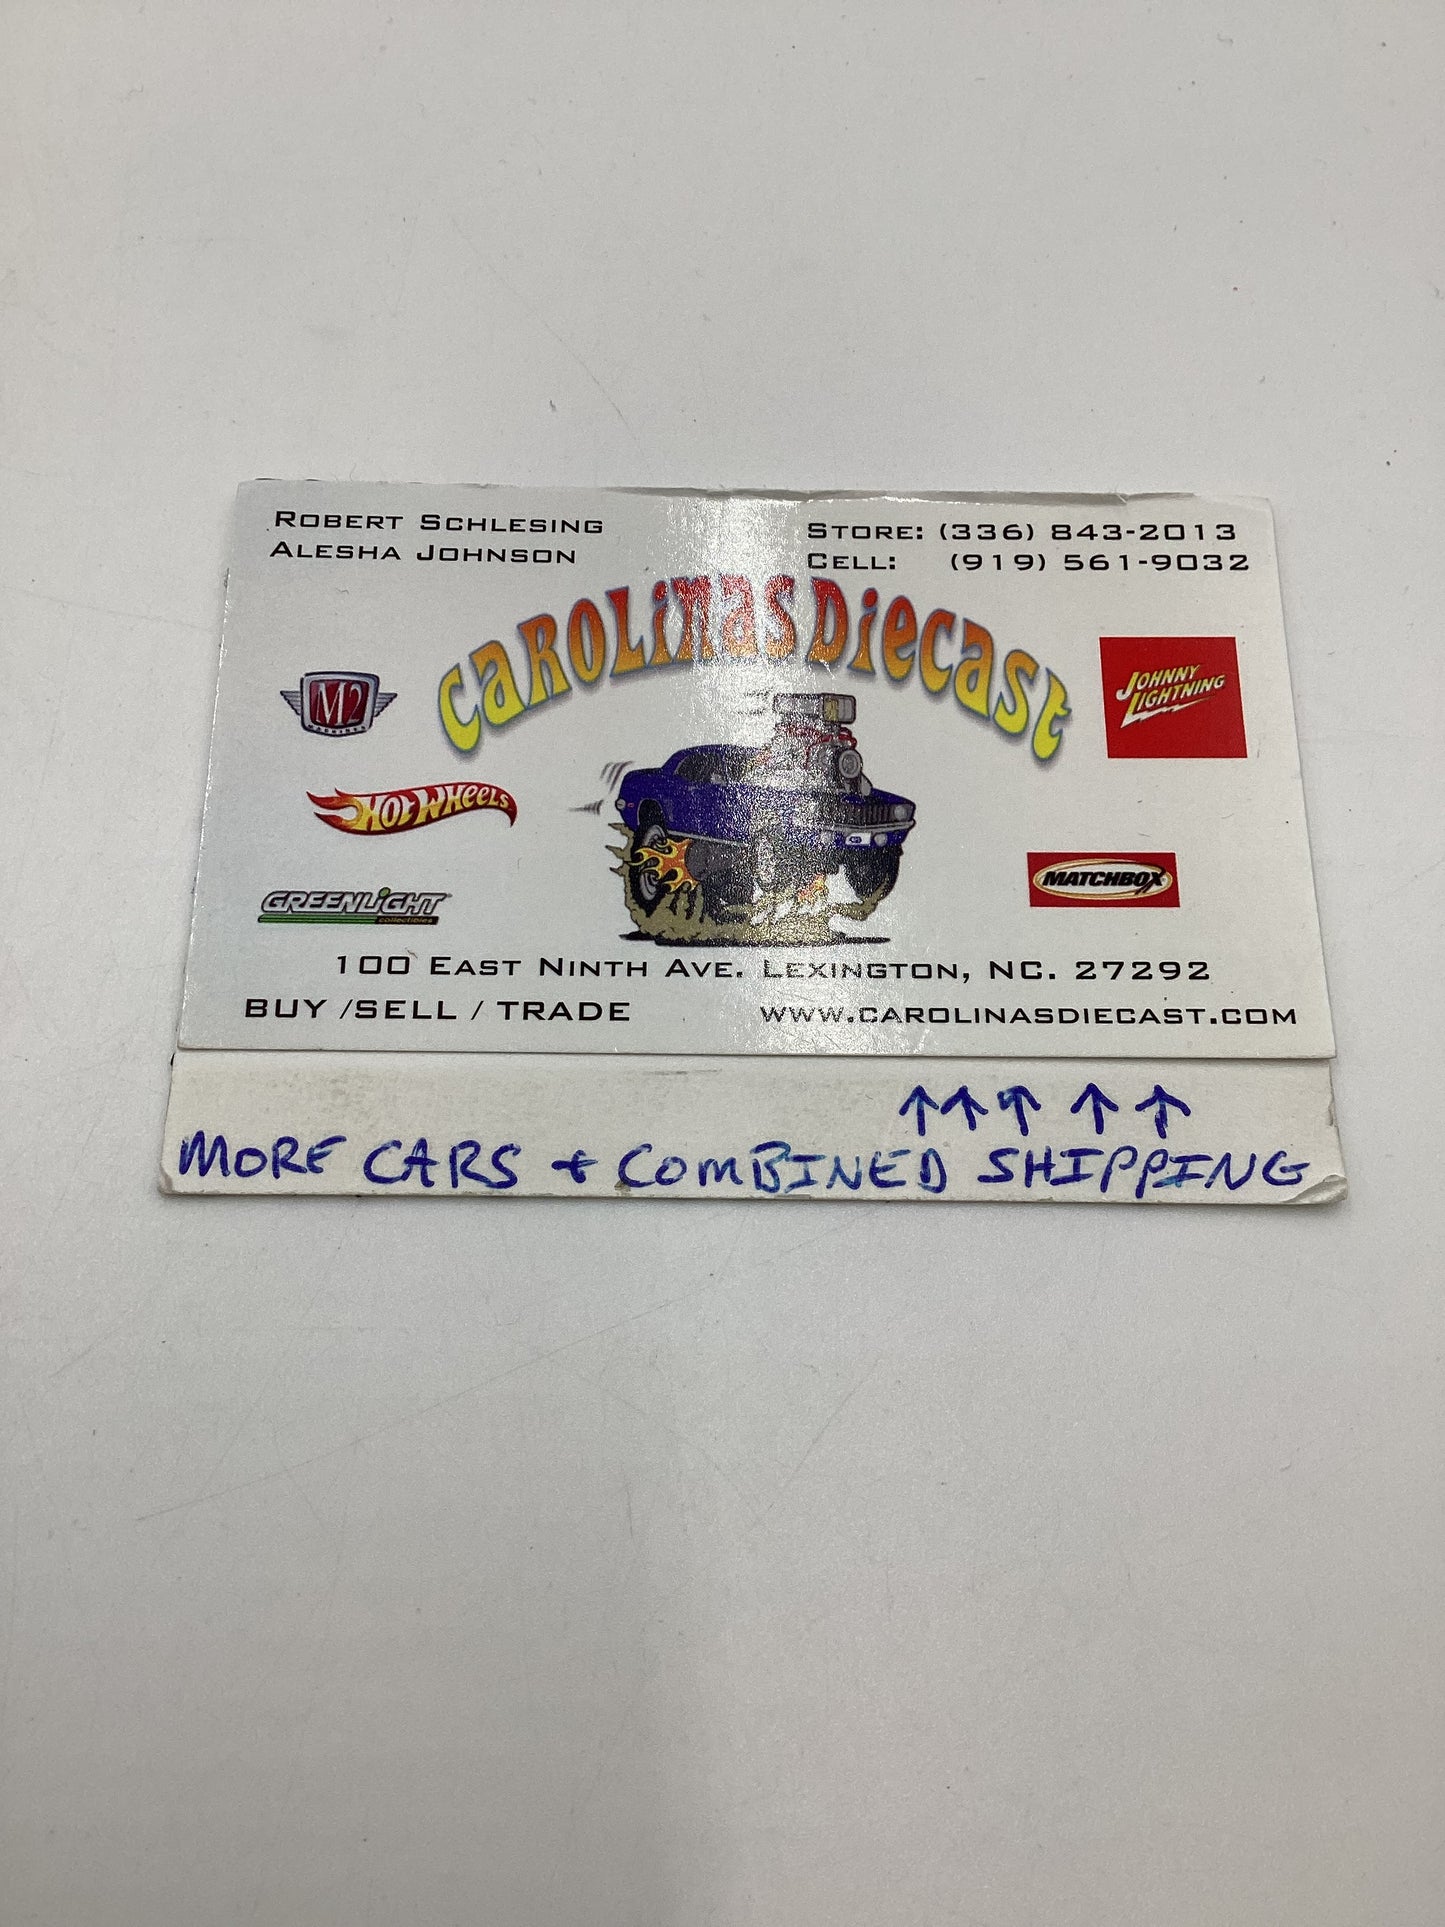 ROBERT SCHLESING
ALESHA JOHNSON
STORE: (336) 843-2013
CELL: (919) 561-9032
CAROLINAS DIECAST
M2
MACHINES
JOHNNY
LIGHTNING
HOT WHEELS
MATCHBOX
GREENLIGHT
collectibles
100 EAST NINTH AVE. LEXINGTON, NC. 27292
BUY /SELL / TRADE
WWW.CAROLINASDIECAST.COM
↑↑↑ ↑ ↑
MORE CARS + COMBINED SHIPPING